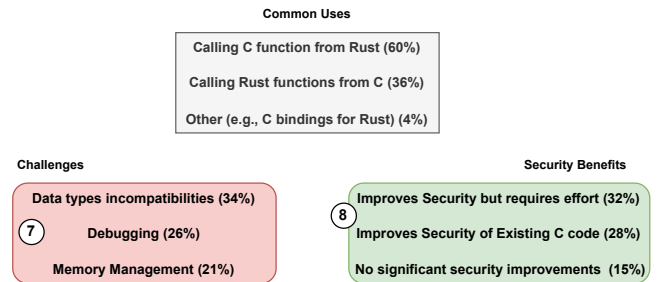 Common Uses
Calling C function from Rust (60%)
Calling Rust functions from C (36%)
Other (e.g., C bindings for Rust) (4%)
Challenges
Data types incompatibilities (34%)
7
Debugging (26%)
Memory Management (21%)
Security Benefits
8
Improves Security but requires effort (32%)
Improves Security of Existing C code (28%)
No significant security improvements (15%)